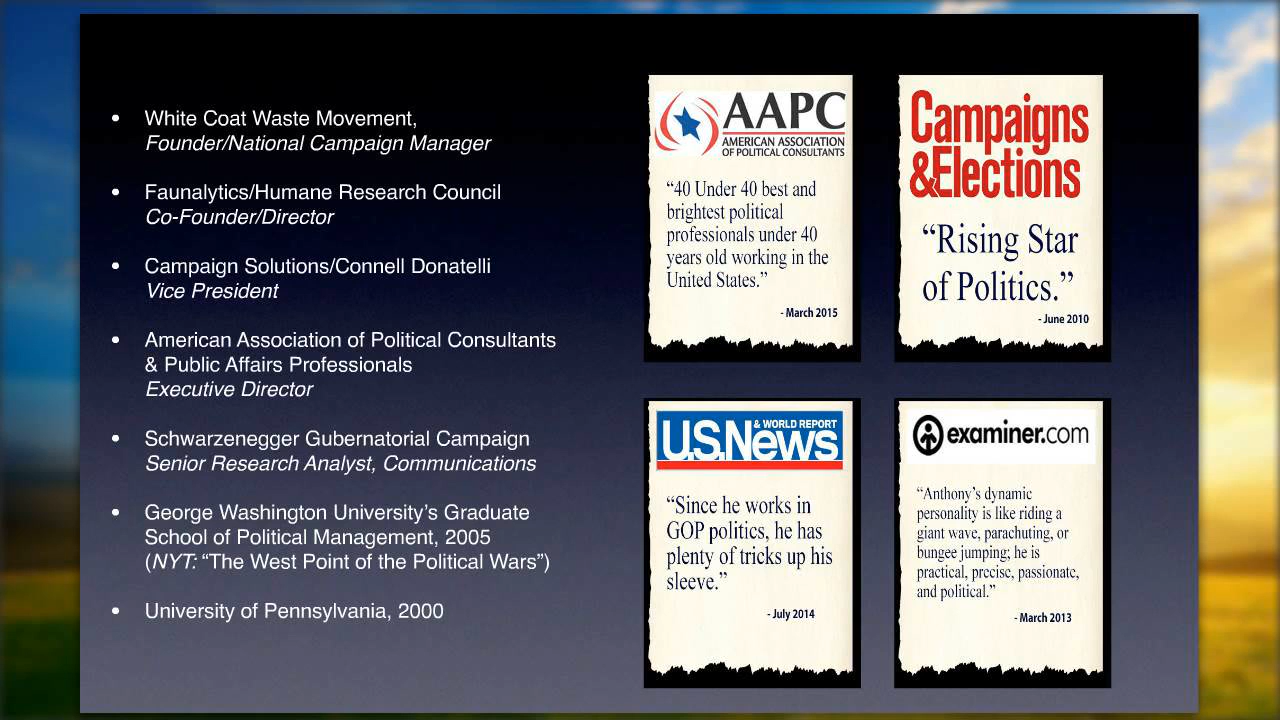 • White Coat Waste Movement,
Founder/National Campaign Manager
• Faunalytics/Humane Research Council
Co-Founder/Director
• Campaign Solutions/Connell Donatelli
Vice President
• American Association of Political Consultants
& Public Affairs Professionals
Executive Director
• Schwarzenegger Gubernatorial Campaign
Senior Research Analyst, Communications
• George Washington University’s Graduate
School of Political Management, 2005
(NYT: “The West Point of the Political Wars”)
• University of Pennsylvania, 2000
AAPC
AMERICAN ASSOCIATION
OF POLITICAL CONSULTANTS
“40 Under 40 best and
brightest political
professionals under 40
years old working in the
United States.”
- March 2015
Campaigns
&Elections
“Rising Star
of Politics.”
- June 2010
U.S.News
& WORLD REPORT
“Since he works in
GOP politics, he has
plenty of tricks up his
sleeve.”
- July 2014
examiner.com
“Anthony’s dynamic
personality is like riding a
giant wave, parachuting, or
bungee jumping; he is
practical, precise, passionate,
and political.”
- March 2013